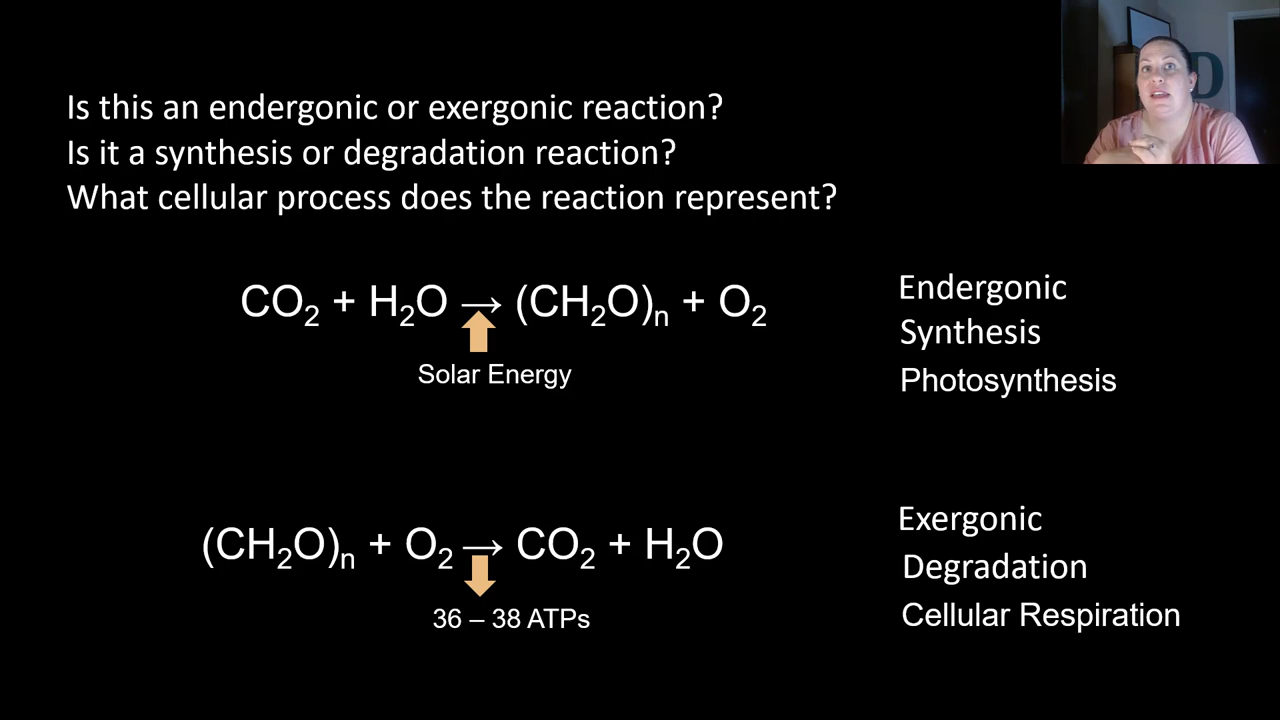 Is this an endergonic or exergonic reaction?
Is it a synthesis or degradation reaction?
What cellular process does the reaction represent?
CO₂ + H₂O → (CH₂O)ₙ + O₂
Solar Energy
Endergonic
Synthesis
Photosynthesis
(CH₂O)ₙ + O₂ → CO₂ + H₂O
36 – 38 ATPs
Exergonic
Degradation
Cellular Respiration
D